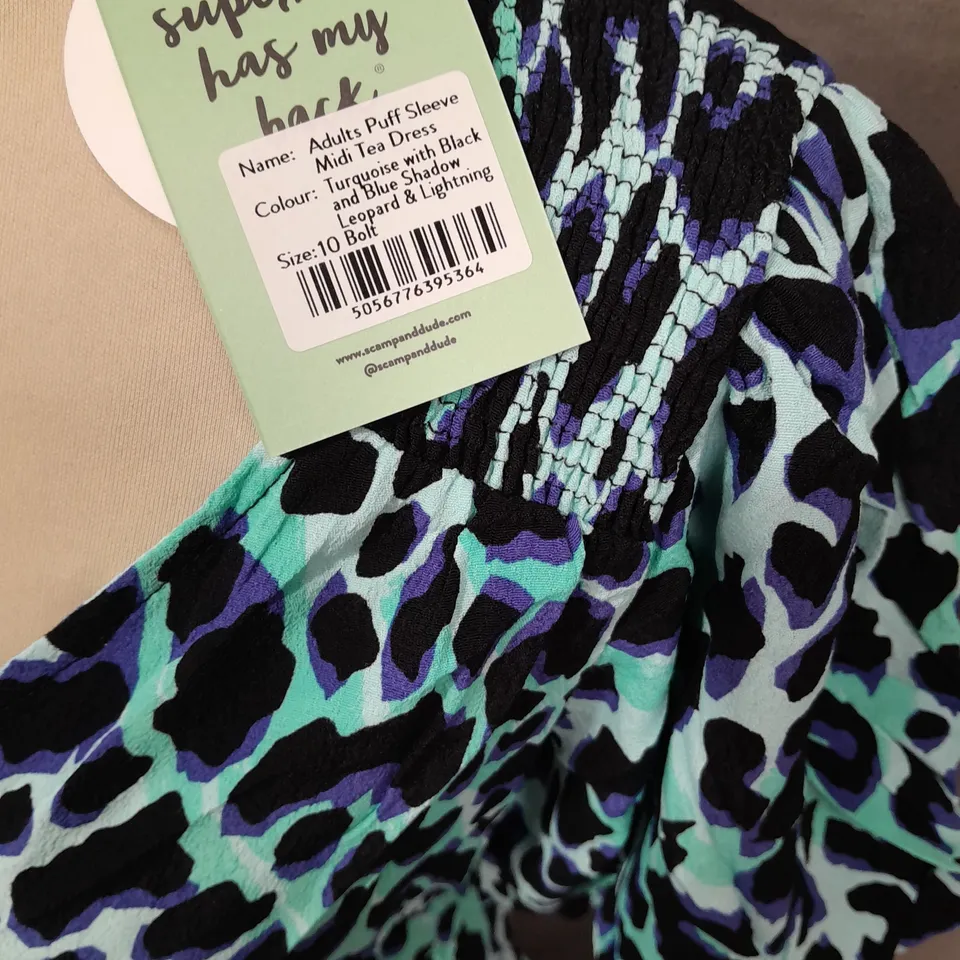 has my
back®
Name: Adults Puff Sleeve
Midi Tea Dress
Colour: Turquoise with Black
and Blue Shadow
Leopard & Lightning
Size:10 Bolt
5056776395364
www.scampanddude.com
@scampanddude